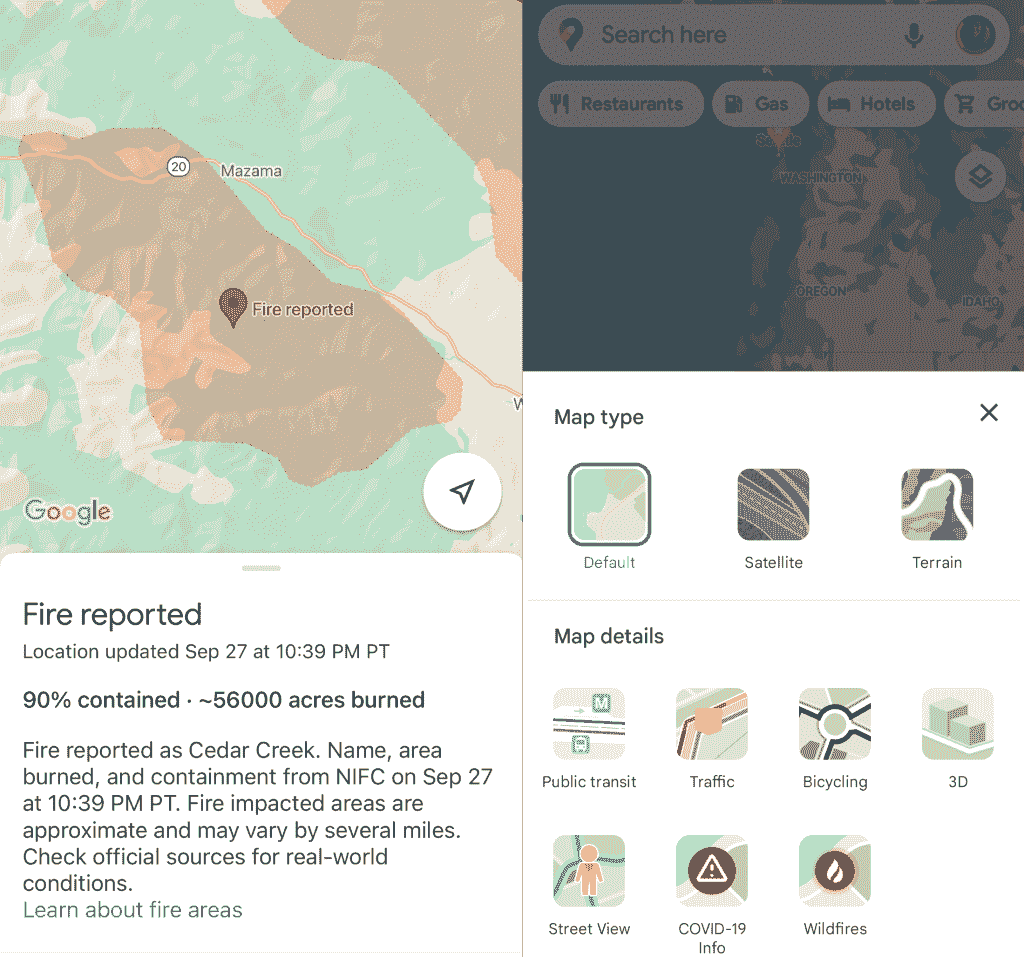 20
Mazama
Fire reported
W
Google
Fire reported
Location updated Sep 27 at 10:39 PM PT
90% contained · ~56000 acres burned
Fire reported as Cedar Creek. Name, area
burned, and containment from NIFC on Sep 27
at 10:39 PM PT. Fire impacted areas are
approximate and may vary by several miles.
Check official sources for real-world
conditions.
Learn about fire areas
Search here
Restaurants
Gas
Hotels
Groc
Seattle
WASHINGTON
OREGON
IDAHO
Map type
Default
Satellite
Terrain
Map details
M
Public transit
Traffic
Bicycling
3D
Street View
COVID-19
Info
Wildfires